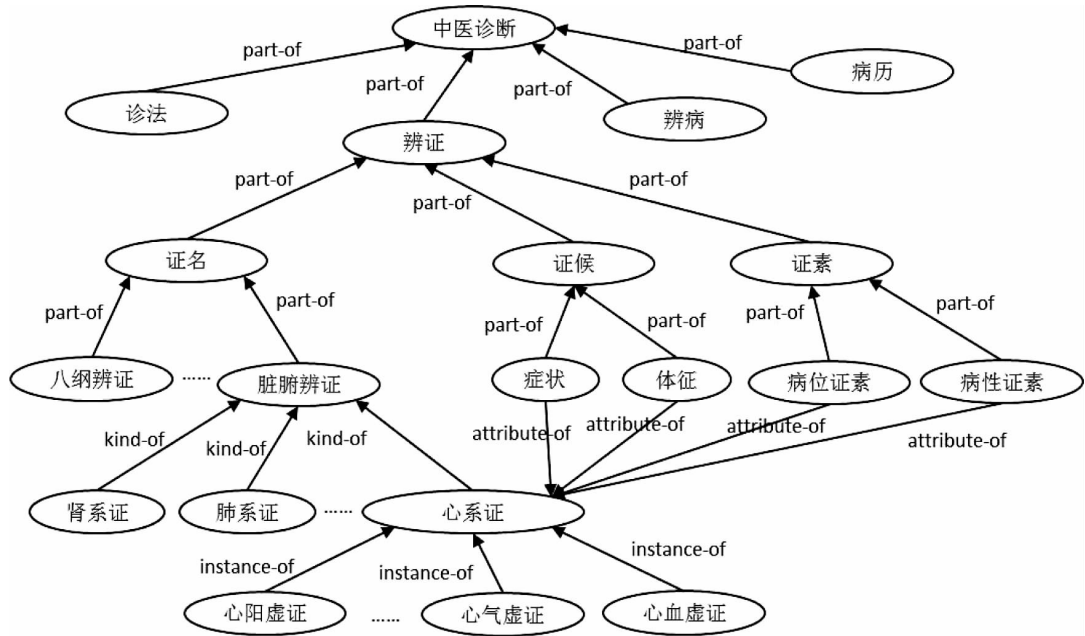 中医诊断
part-of
part-of
part-of
part-of
诊法
辨病
病历
辨证
part-of
part-of
part-of
证名
证候
证素
part-of
part-of
part-of
part-of
part-of
part-of
八纲辨证
......
脏腑辨证
症状
体征
病位证素
病性证素
kind-of
kind-of
kind-of
attribute-of
attribute-of
attribute-of
attribute-of
肾系证
肺系证
......
心系证
instance-of
instance-of
instance-of
心阳虚证
......
心气虚证
心血虚证